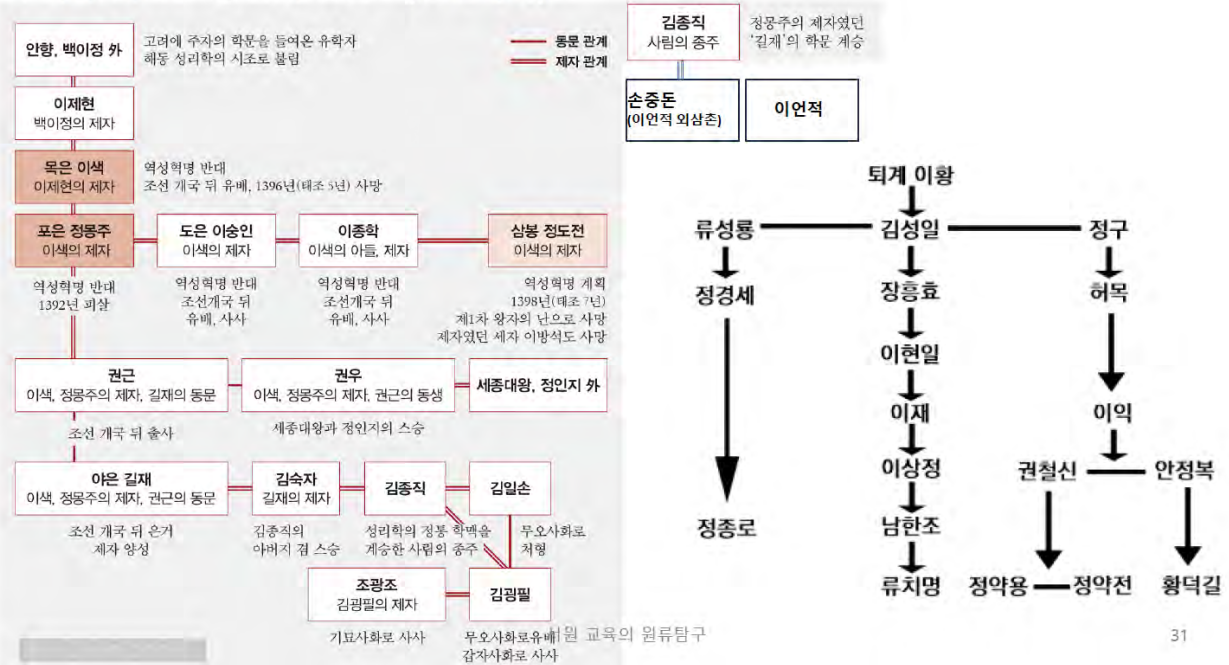 안향, 백이정 外
고려에 주자의 학문을 들여온 유학자
해동 성리학의 시조로 불림
동문 관계
제자 관계
이제현
백이정의 제자
목은 이색
이제현의 제자
역성혁명 반대
조선 개국 뒤 유배, 1396년(태조 5년) 사망
포은 정몽주
이색의 제자
도은 이숭인
이색의 제자
이종학
이색의 아들, 제자
삼봉 정도전
이색의 제자
역성혁명 반대
1392년 피살
역성혁명 반대
조선개국 뒤
유배, 사사
역성혁명 반대
조선개국 뒤
유배, 사사
역성혁명 계획
1398년(태조 7년)
제1차 왕자의 난으로 사망
제자였던 세자 이방석도 사망
권근
이색, 정몽주의 제자, 길재의 동문
권우
이색, 정몽주의 제자, 권근의 동생
세종대왕, 정인지 外
조선 개국 뒤 출사
세종대왕과 정인지의 스승
야은 길재
이색, 정몽주의 제자, 권근의 동문
김숙자
길재의 제자
김종직
김일손
조선 개국 뒤 은거
제자 양성
김종직의
아버지 겸 스승
성리학의 정통 학맥을
계승한 사림의 종주
무오사화로
처형
조광조
김굉필의 제자
김굉필
기묘사화로 사사
무오사화로유배
갑자사화로 사사
김종직
사림의 종주
정몽주의 제자였던
'길재'의 학문 계승
손중돈
(이언적 외삼촌)
이언적
퇴계 이황
류성룡
김성일
정구
정경세
장흥효
허목
이현일
이재
이익
이상정
권철신
안정복
정종로
남한조
류치명
정약용
정약전
황덕길
서원 교육의 원류탐구
31